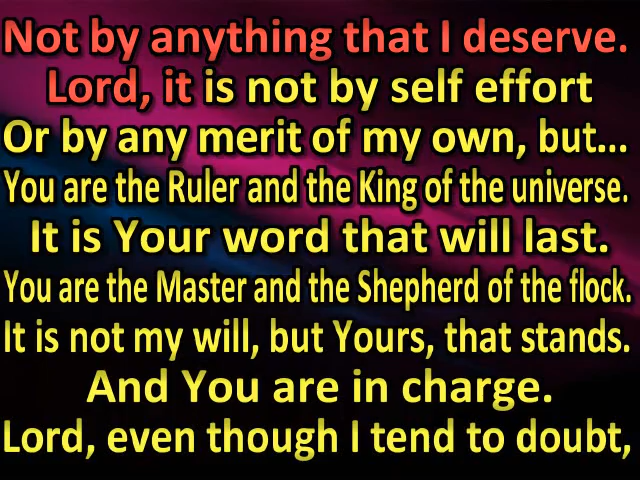 Not by anything that I deserve.
Lord, it is not by self effort
Or by any merit of my own, but...
You are the Ruler and the King of the universe.
It is Your word that will last.
You are the Master and the Shepherd of the flock.
It is not my will, but Yours, that stands.
And You are in charge.
Lord, even though I tend to doubt,